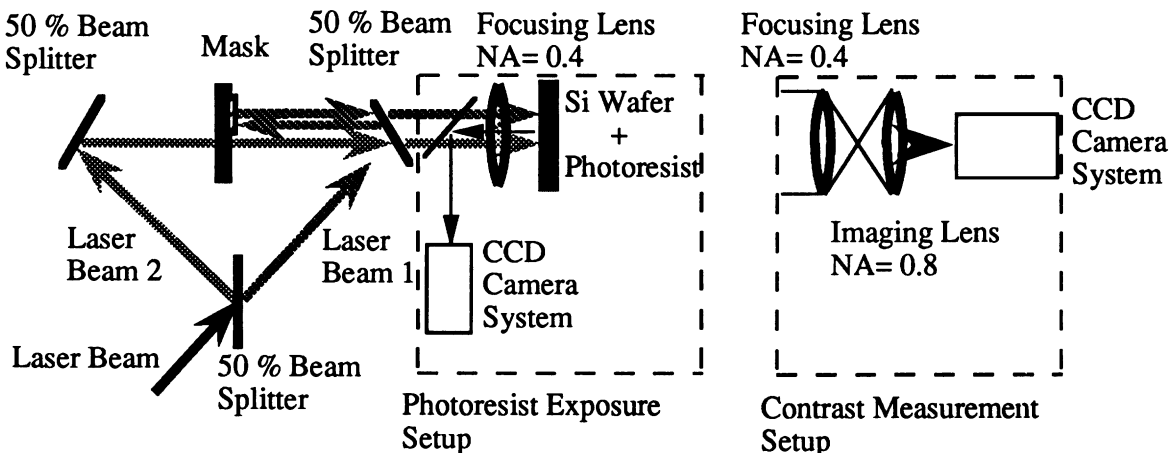 50 % Beam
Splitter
Mask
50 % Beam
Splitter
Focusing Lens
NA= 0.4
Si Wafer
+
Photoresist
Laser
Beam 2
Laser
Beam 1
CCD
Camera
System
Laser Beam
50 % Beam
Splitter
Photoresist Exposure
Setup
Focusing Lens
NA= 0.4
CCD
Camera
System
Imaging Lens
NA= 0.8
Contrast Measurement
Setup